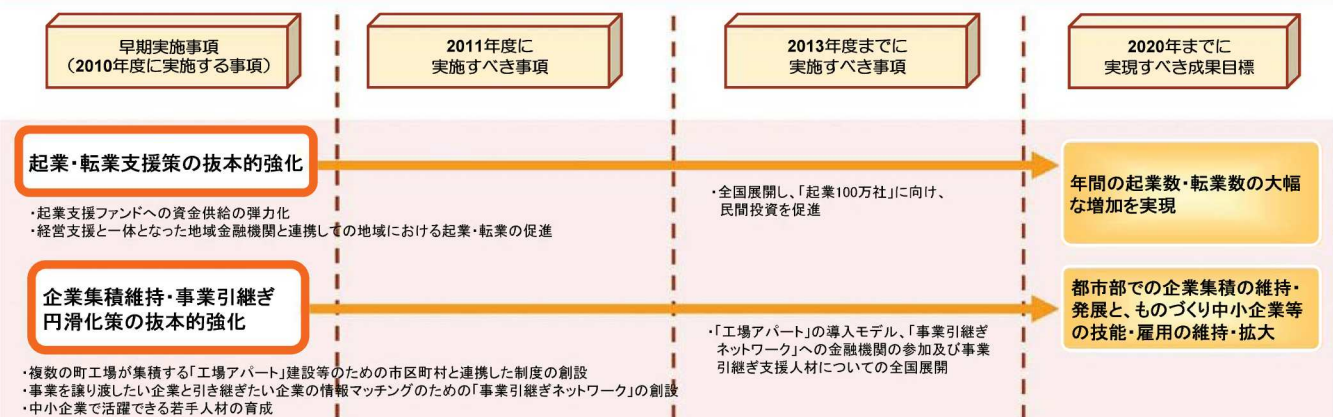 早期実施事項
（2010年度に実施する事項）
2011年度に
実施すべき事項
2013年度までに
実施すべき事項
2020年までに
実現すべき成果目標
起業・転業支援策の抜本的強化
・起業支援ファンドへの資金供給の弾力化
・経営支援と一体となった地域金融機関と連携しての地域における起業・転業の促進
・全国展開し、「起業100万社」に向け、
民間投資を促進
年間の起業数・転業数の大幅
な増加を実現
企業集積維持・事業引継ぎ
円滑化策の抜本的強化
・複数の町工場が集積する「工場アパート」建設等のための市区町村と連携した制度の創設
・事業を譲り渡したい企業と引き継ぎたい企業の情報マッチングのための「事業引継ぎネットワーク」の創設
・中小企業で活躍できる若手人材の育成
・「工場アパート」の導入モデル、「事業引継ぎ
ネットワーク」への金融機関の参加及び事業
引継ぎ支援人材についての全国展開
都市部での企業集積の維持・
発展と、ものづくり中小企業等
の技能・雇用の維持・拡大